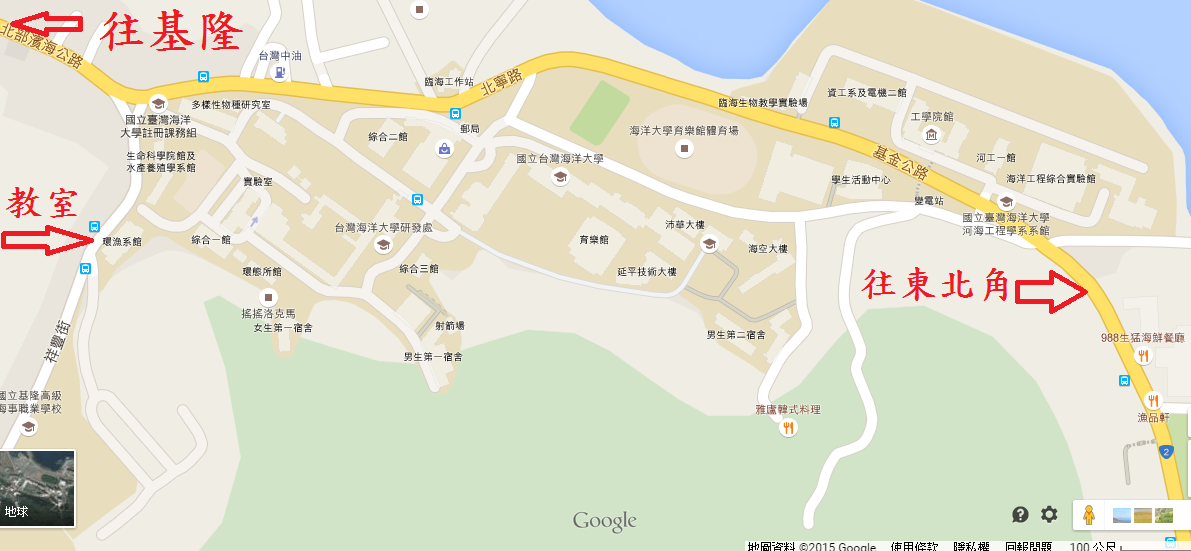 往基隆
北部濱海公路
台灣中油
臨海工作站
北寧路
多樣性物種研究室
國立臺灣海洋
大學註冊課務組
綜合二館
郵局
臨海生物教學實驗場
資工系及電機二館
工學院館
海洋大學育樂館體育場
生命科學院館及
水產養殖學系館
國立台灣海洋大學
基金公路
河工一館
實驗室
學生活動中心
海洋工程綜合實驗館
變電站
教室
國立臺灣海洋大學
河海工程學系系館
台灣海洋大學研發處
沛華大樓
環漁系館
綜合一館
育樂館
海空大樓
環態所館
綜合三館
延平技術大樓
往東北角
搖搖洛克馬
女生第一宿舍
射箭場
男生第二宿舍
祥豐街
男生第一宿舍
988生猛海鮮餐廳
國立基隆高級
海事職業學校
雅廬韓式料理
漁品軒
2
地球
Google
地圖資料 ©2015 Google
使用條款
隱私權
回報問題
100 公尺